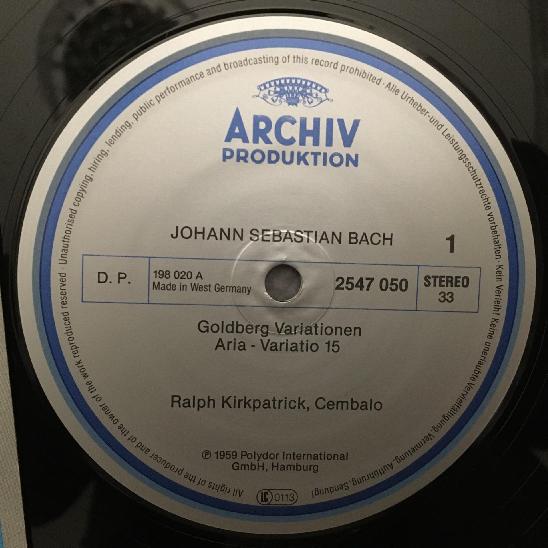 Unauthorised copying, hiring, lending, public performance and broadcasting of this record prohibited · Alle Urheber- und Leistungsschutzrechte vorbehalten · Kein Verleih! Keine unerlaubte Vervielfältigung, Vermietung, Aufführung, Sendung!
ARCHIV
PRODUKTION
JOHANN SEBASTIAN BACH
1
D. P.
198 020 A
Made in West Germany
2547 050
STEREO
33
Goldberg Variationen
Aria - Variatio 15
Ralph Kirkpatrick, Cembalo
℗ 1959 Polydor International
GmbH, Hamburg
LC 0113
All rights of the producer and of the owner of the work reproduced reserved ·